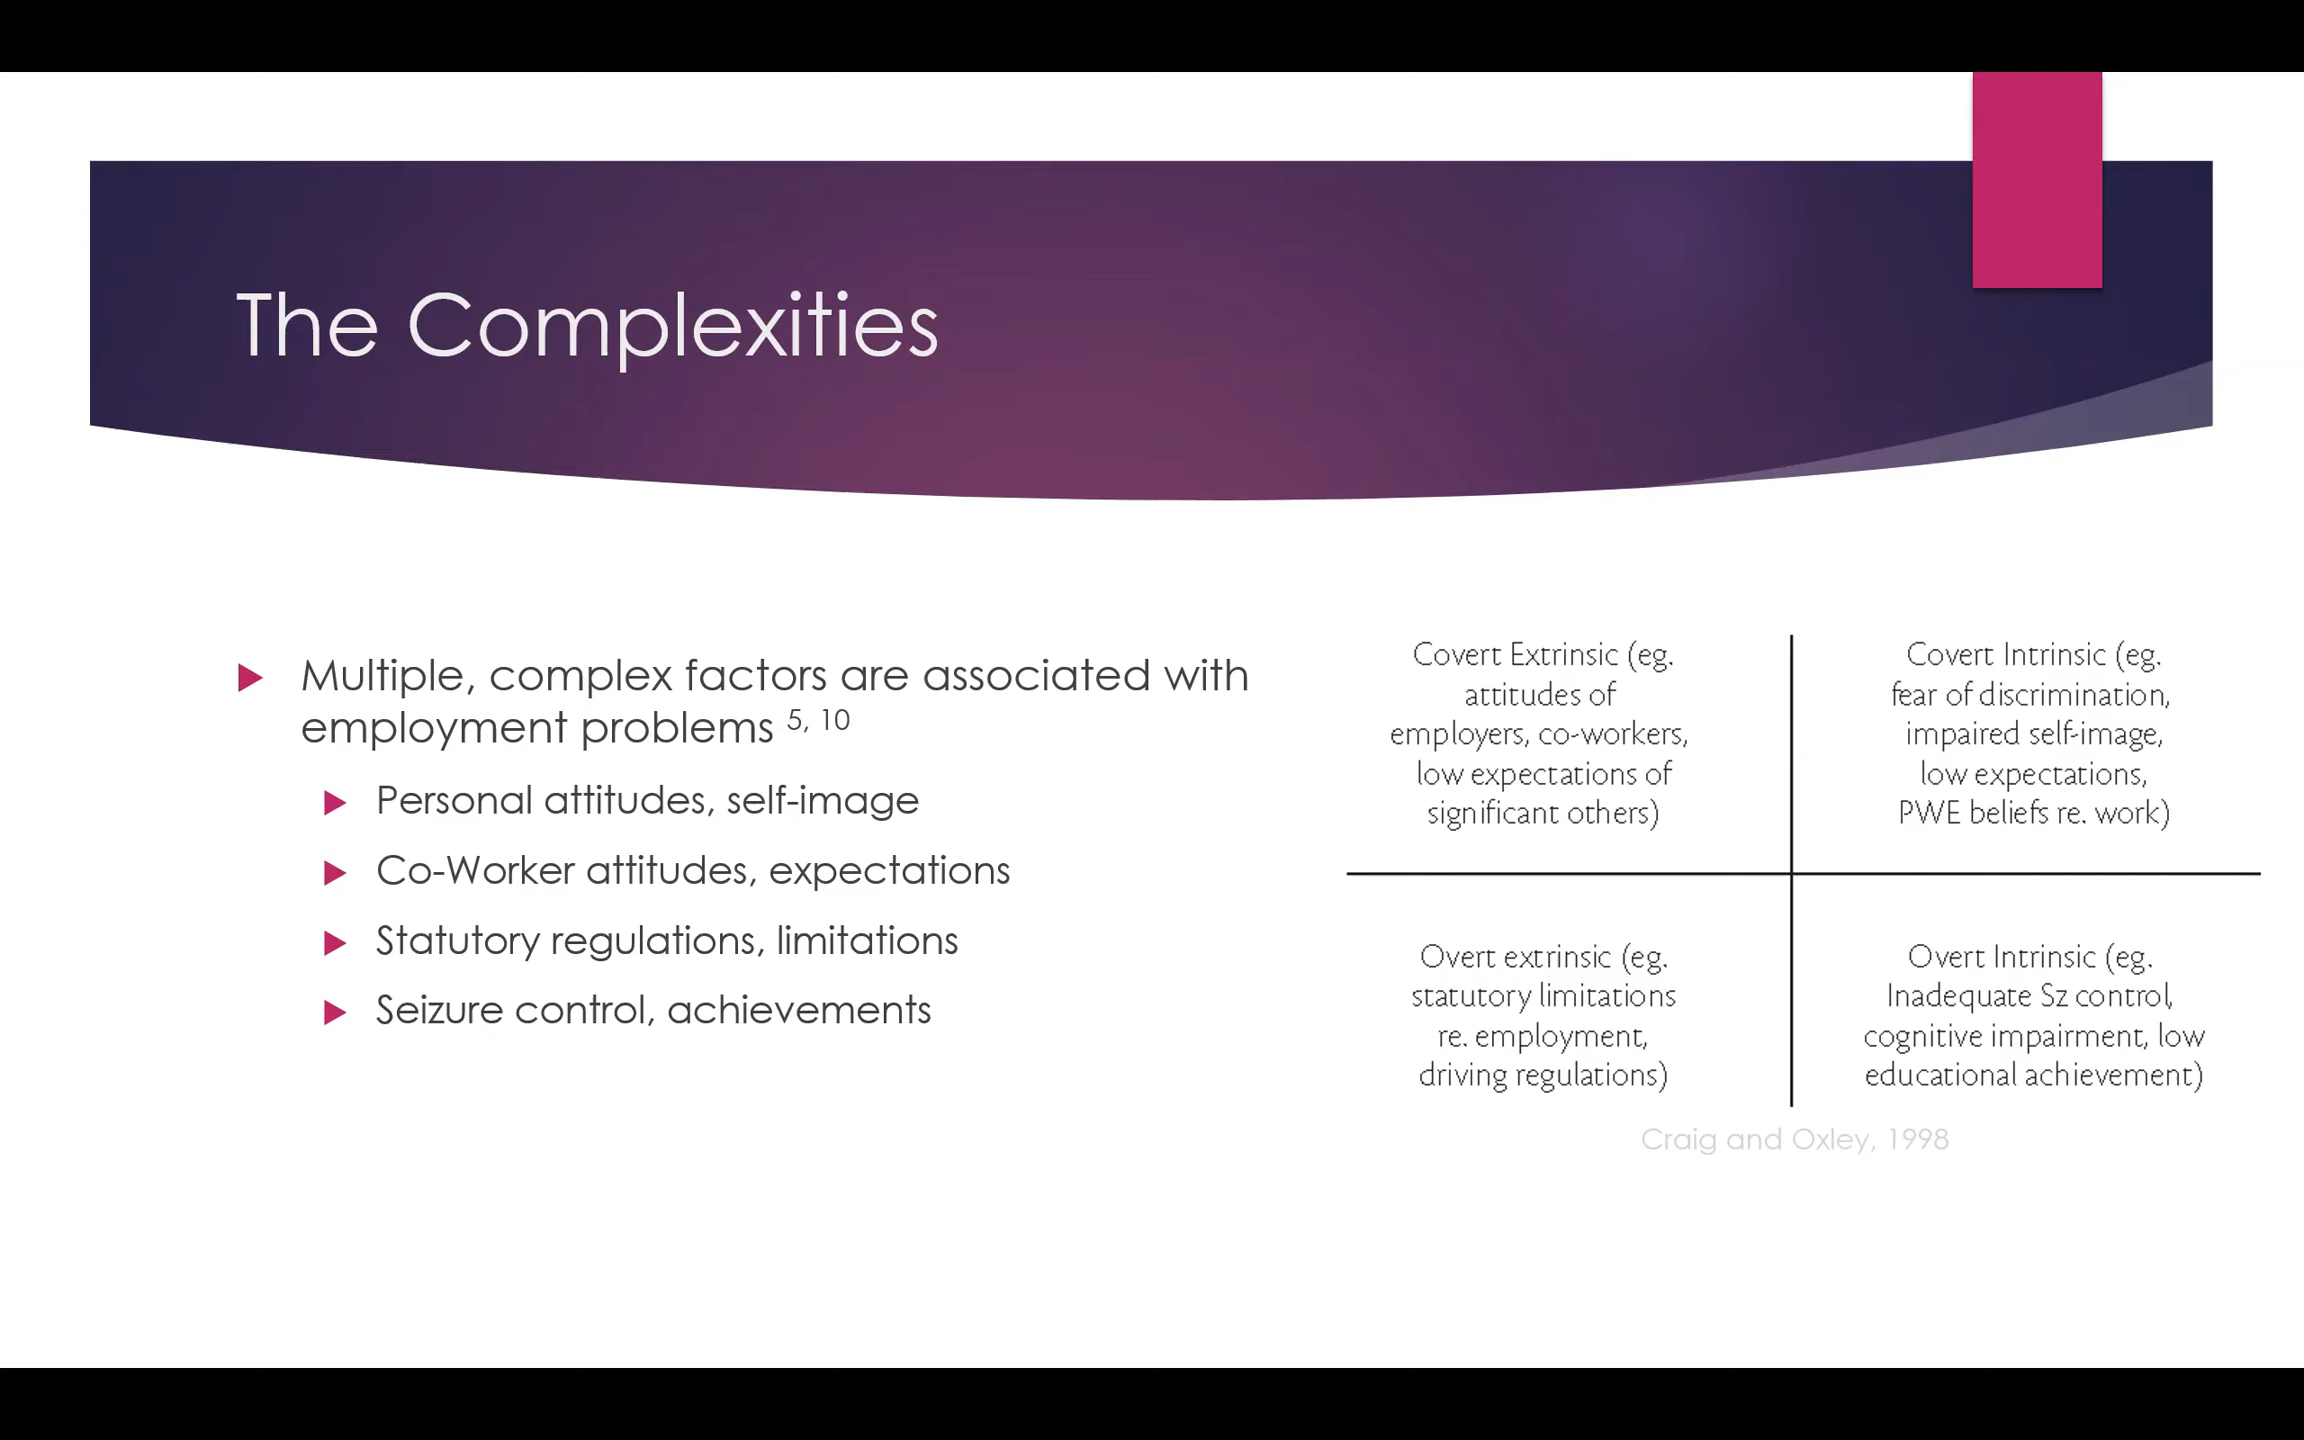 The Complexities
Multiple, complex factors are associated with
employment problems 5, 10
Personal attitudes, self-image
Co-Worker attitudes, expectations
Statutory regulations, limitations
Seizure control, achievements
Covert Extrinsic (eg.
attitudes of
employers, co-workers,
low expectations of
significant others)
Covert Intrinsic (eg.
fear of discrimination,
impaired self-image,
low expectations,
PWE beliefs re. work)
Overt extrinsic (eg.
statutory limitations
re. employment,
driving regulations)
Overt Intrinsic (eg.
Inadequate Sz control,
cognitive impairment, low
educational achievement)
Craig and Oxley, 1998